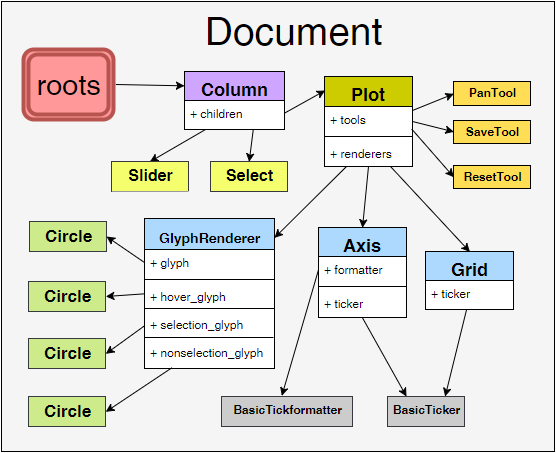 Document
roots
Column
+ children
Plot
+ tools
+ renderers
PanTool
SaveTool
ResetTool
Slider
Select
GlyphRenderer
+ glyph
+ hover_glyph
+ selection_glyph
+ nonselection_glyph
Circle
Circle
Circle
Circle
Axis
+ formatter
+ ticker
Grid
+ ticker
BasicTickformatter
BasicTicker